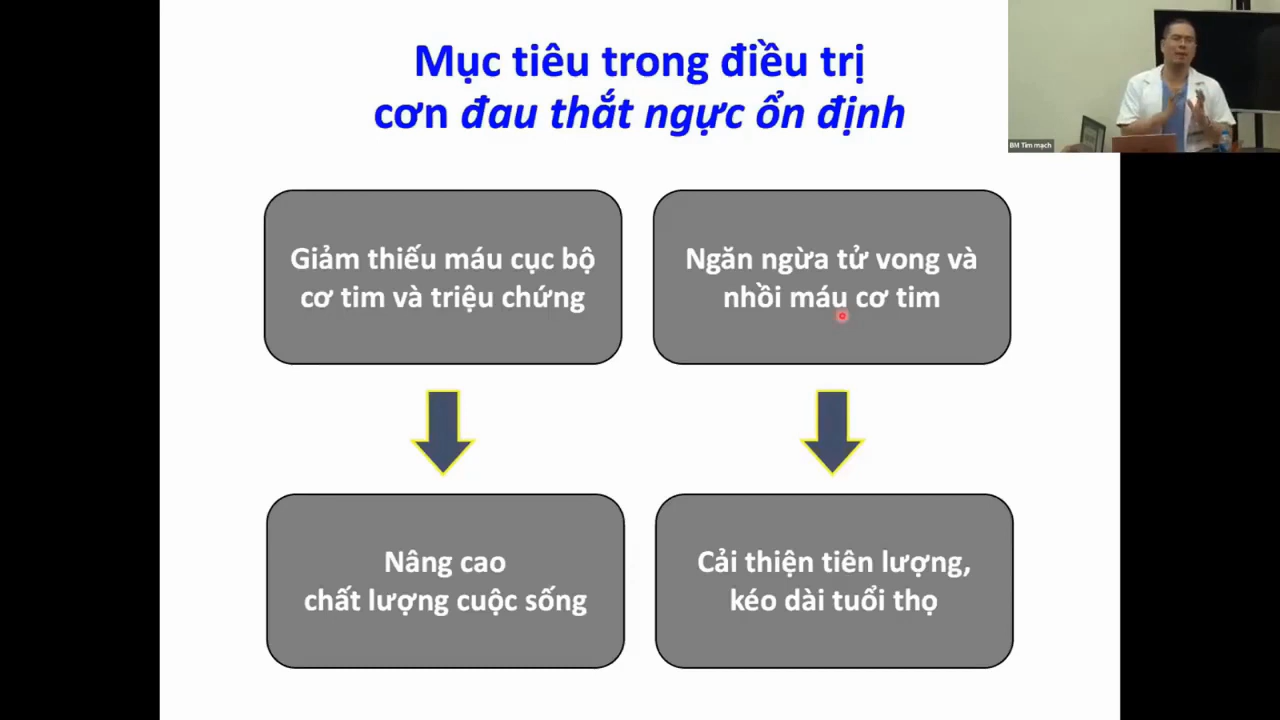 Mục tiêu trong điều trị
cơn đau thắt ngực ổn định
BM Tim mạch
Giảm thiếu máu cục bộ
cơ tim và triệu chứng
Ngăn ngừa tử vong và
nhồi máu cơ tim
Nâng cao
chất lượng cuộc sống
Cải thiện tiên lượng,
kéo dài tuổi thọ